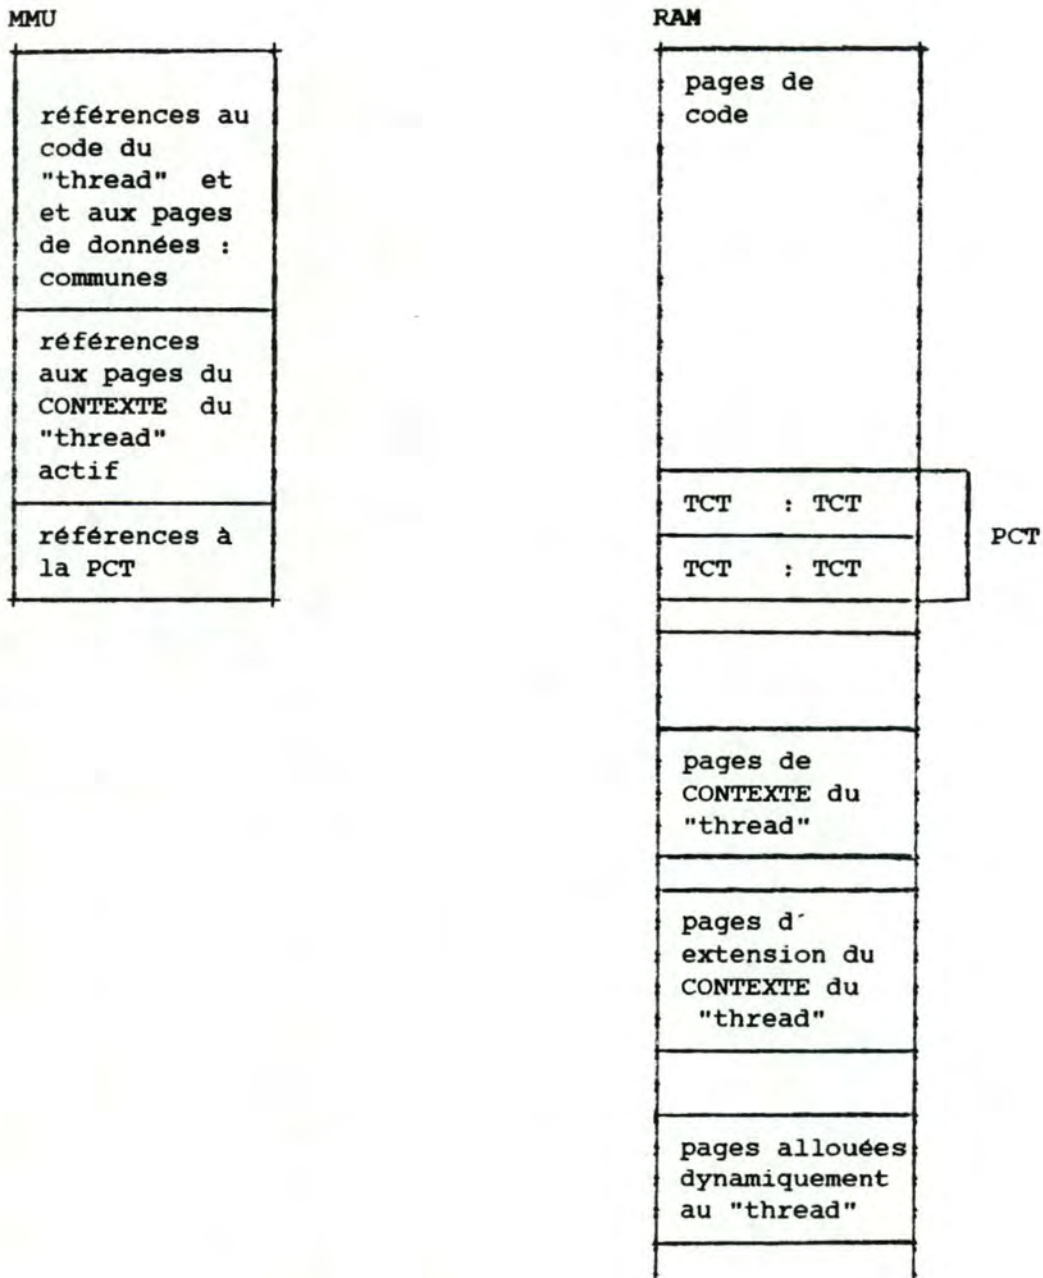 MMU
références au
code du
"thread" et
et aux pages
de données :
communes
références
aux pages du
CONTEXTE du
"thread"
actif
références à
la PCT
RAM
pages de
code
TCT : TCT
TCT : TCT
PCT
pages de
CONTEXTE du
"thread"
pages d´
extension du
CONTEXTE du
"thread"
pages allouées
dynamiquement
au "thread"